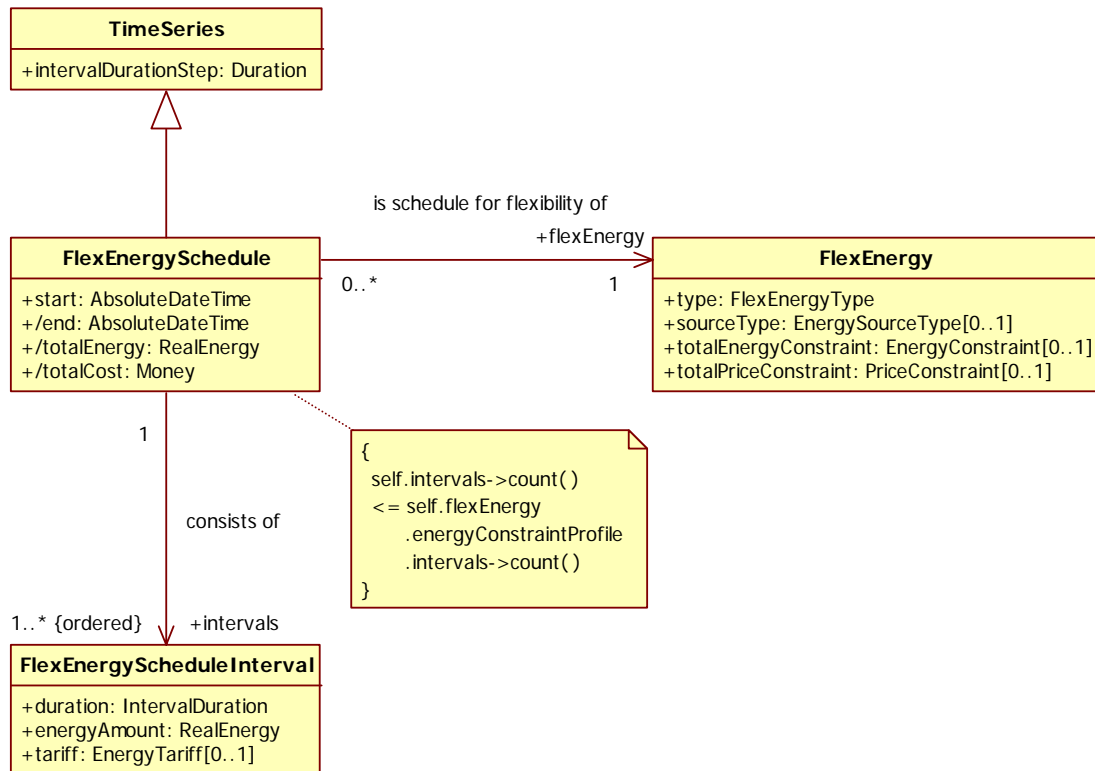 TimeSeries
+intervalDurationStep: Duration
is schedule for flexibility of
+flexEnergy
0..*
1
FlexEnergySchedule
+start: AbsoluteDateTime
+/end: AbsoluteDateTime
+/totalEnergy: RealEnergy
+/totalCost: Money
FlexEnergy
+type: FlexEnergyType
+sourceType: EnergySourceType[0..1]
+totalEnergyConstraint: EnergyConstraint[0..1]
+totalPriceConstraint: PriceConstraint[0..1]
1
consists of
{
self.intervals->count()
<= self.flexEnergy
.energyConstraintProfile
.intervals->count()
}
1..* {ordered}
+intervals
FlexEnergyScheduleInterval
+duration: IntervalDuration
+energyAmount: RealEnergy
+tariff: EnergyTariff[0..1]